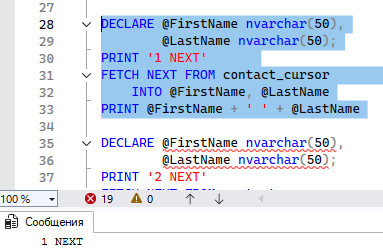 27
28 DECLARE @FirstName nvarchar(50),
29 @LastName nvarchar(50);
30 PRINT '1 NEXT'
31 FETCH NEXT FROM contact_cursor
32 INTO @FirstName, @LastName
33 PRINT @FirstName + ' ' + @LastName
34
35 DECLARE @FirstName nvarchar(50),
36 @LastName nvarchar(50);
37 PRINT '2 NEXT'
100 % 19 0
Сообщения
1 NEXT